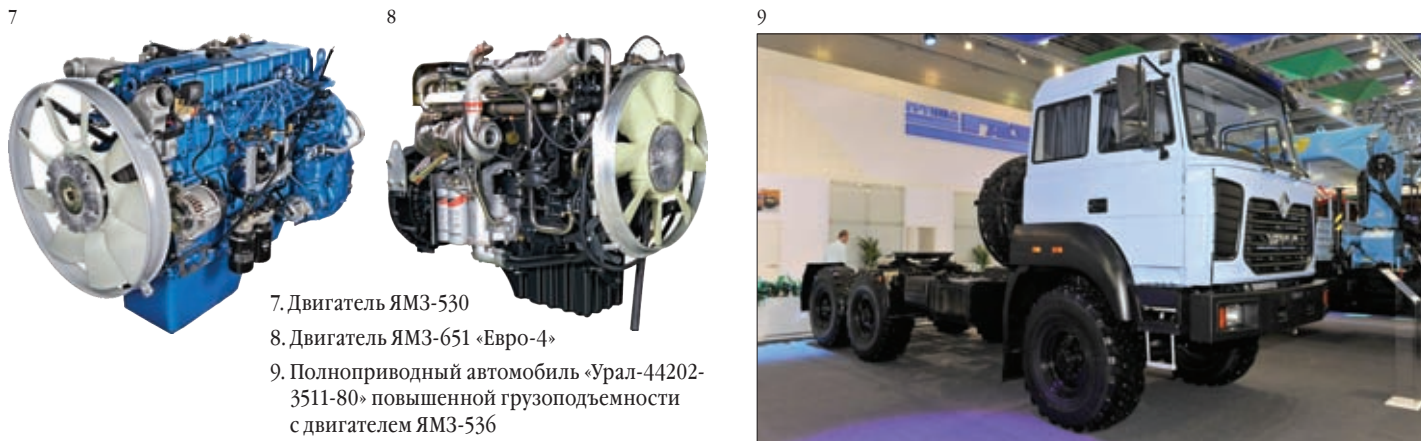 7
8
9
7. Двигатель ЯМЗ-530
8. Двигатель ЯМЗ-651 «Евро-4»
9. Полноприводный автомобиль «Урал-44202-
3511-80» повышенной грузоподъемности
с двигателем ЯМЗ-536